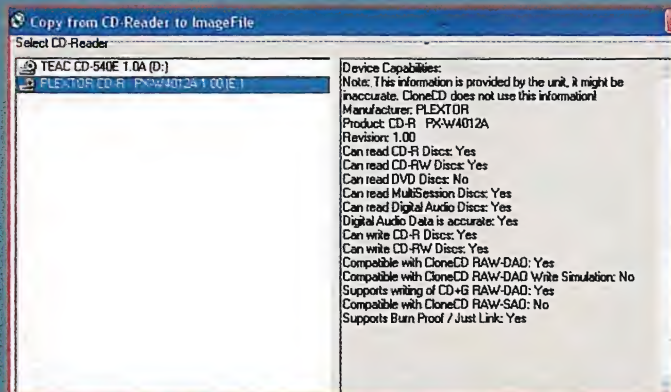 Copy from CD-Reader to ImageFile
Select CD-Reader
TEAC CD-540E 1.0A (D:)
PLEXTOR CD-R PX-W4012A 1.00 (E:)
Device Capabilities:
Note: This information is provided by the unit, it might be
inaccurate. CloneCD does not use this information!
Manufacturer: PLEXTOR
Product: CD-R PX-W4012A
Revision: 1.00
Can read CD-R Discs: Yes
Can read CD-RW Discs: Yes
Can read DVD Discs: No
Can read MultiSession Discs: Yes
Can read Digital Audio Discs: Yes
Digital Audio Data is accurate: Yes
Can write CD-R Discs: Yes
Can write CD-RW Discs: Yes
Compatible with CloneCD RAW-DAO: Yes
Compatible with CloneCD RAW-DAO Write Simulation: No
Supports writing of CD+G RAW-DAO: Yes
Compatible with CloneCD RAW-SAO: No
Supports Burn Proof / Just Link: Yes